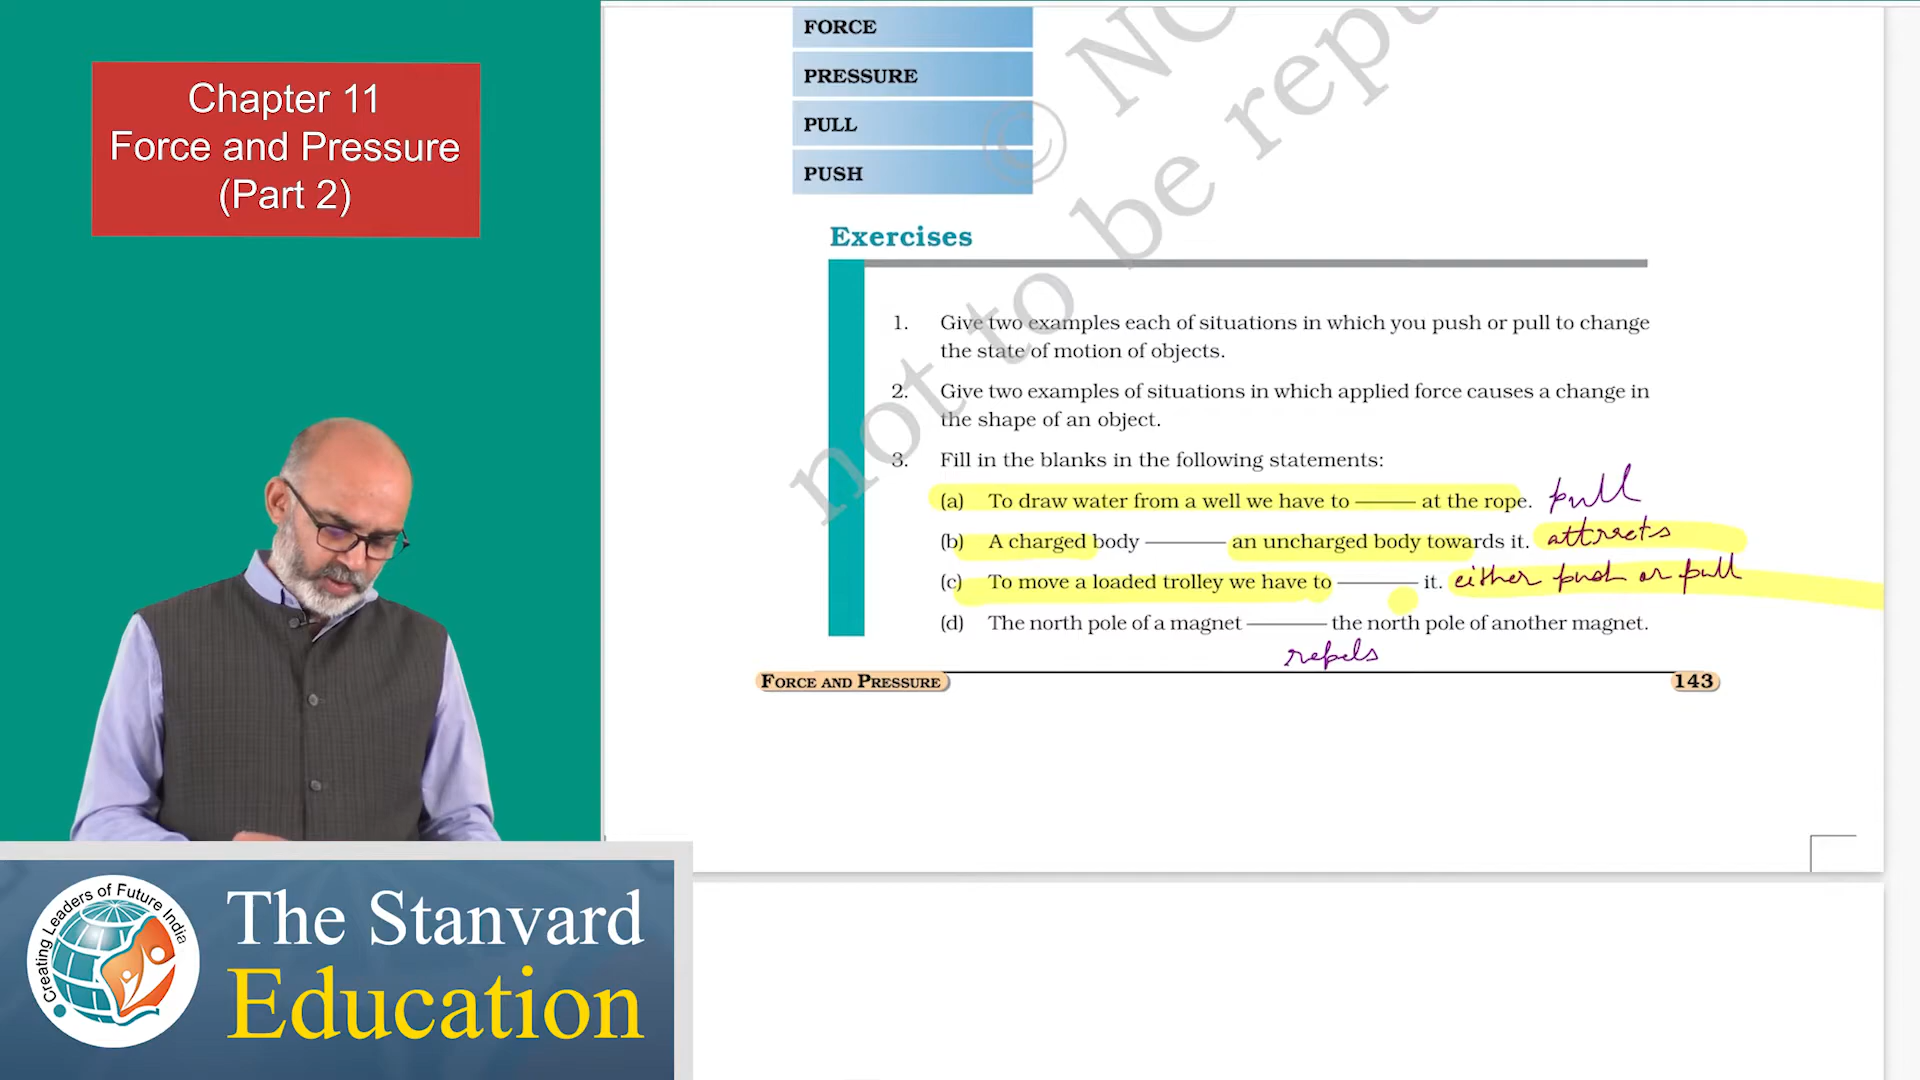 Chapter 11
Force and Pressure
(Part 2)
FORCE
PRESSURE
PULL
PUSH
© NC
not to be repu
Exercises
1. Give two examples each of situations in which you push or pull to change
the state of motion of objects.
2. Give two examples of situations in which applied force causes a change in
the shape of an object.
3. Fill in the blanks in the following statements:
(a) To draw water from a well we have to ——— at the rope. pull
(b) A charged body ———— an uncharged body towards it. attracts
(c) To move a loaded trolley we have to ———— it. either push or pull
(d) The north pole of a magnet ———— the north pole of another magnet.
repels
FORCE AND PRESSURE 143
Creating Leaders of Future India
The Stanvard
Education